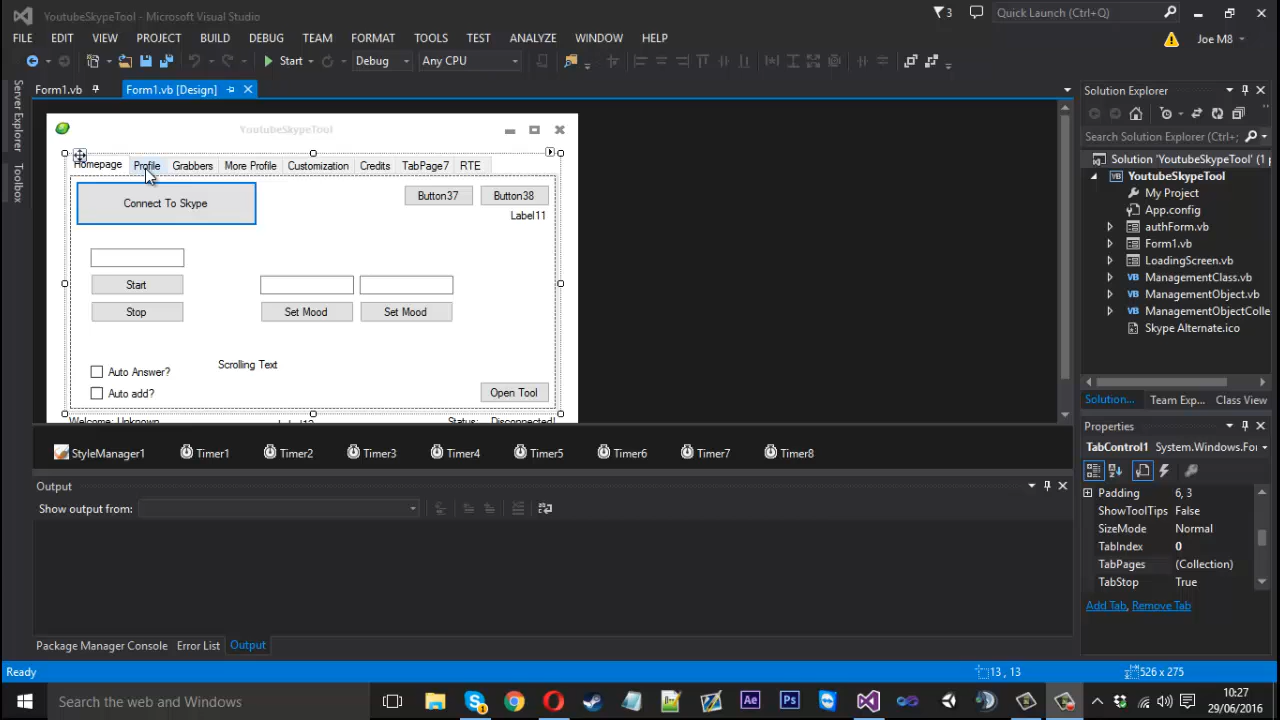 YoutubeSkypeTool - Microsoft Visual Studio
3
Quick Launch (Ctrl+Q)
FILE EDIT VIEW PROJECT BUILD DEBUG TEAM FORMAT TOOLS TEST ANALYZE WINDOW HELP
Joe M8
Start Debug Any CPU
Server Explorer
Toolbox
Form1.vb
Form1.vb [Design]
YoutubeSkypeTool
Homepage Profile Grabbers More Profile Customization Credits TabPage7 RTE
Connect To Skype
Button37 Button38
Label11
Start
Stop
Set Mood Set Mood
Scrolling Text
Auto Answer?
Auto add?
Open Tool
Welcome: Unknown
Status: Disconnected!
StyleManager1 Timer1 Timer2 Timer3 Timer4 Timer5 Timer6 Timer7 Timer8
Output
Show output from:
Package Manager Console Error List Output
Solution Explorer
Search Solution Explorer (Ctrl+
Solution 'YoutubeSkypeTool' (1
YoutubeSkypeTool
My Project
App.config
authForm.vb
Form1.vb
LoadingScreen.vb
ManagementClass.vb
ManagementObject.vb
ManagementObjectColle
Skype Alternate.ico
Solution... Team Exp... Class View
Properties
TabControl1 System.Windows.For
Padding 6, 3
ShowToolTips False
SizeMode Normal
TabIndex 0
TabPages (Collection)
TabStop True
Add Tab, Remove Tab
Ready
13 , 13
526 x 275
Search the web and Windows
Ae
Ps
10:27
29/06/2016